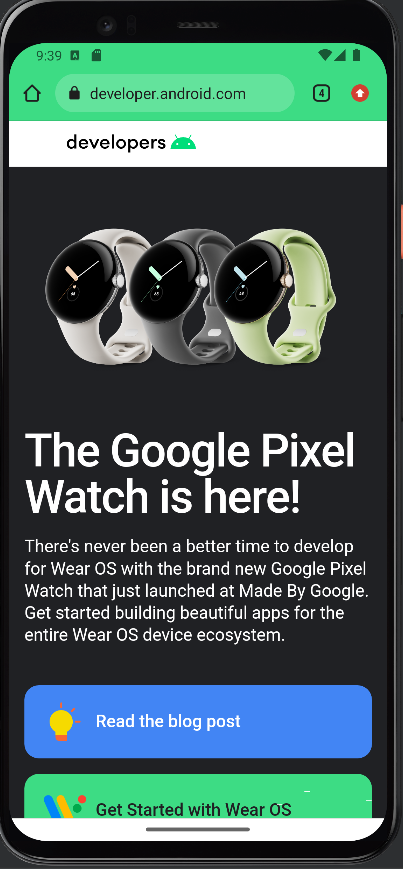 9:39
developer.android.com
4
developers
The Google Pixel
Watch is here!
There's never been a better time to develop
for Wear OS with the brand new Google Pixel
Watch that just launched at Made By Google.
Get started building beautiful apps for the
entire Wear OS device ecosystem.
Read the blog post
Get Started with Wear OS